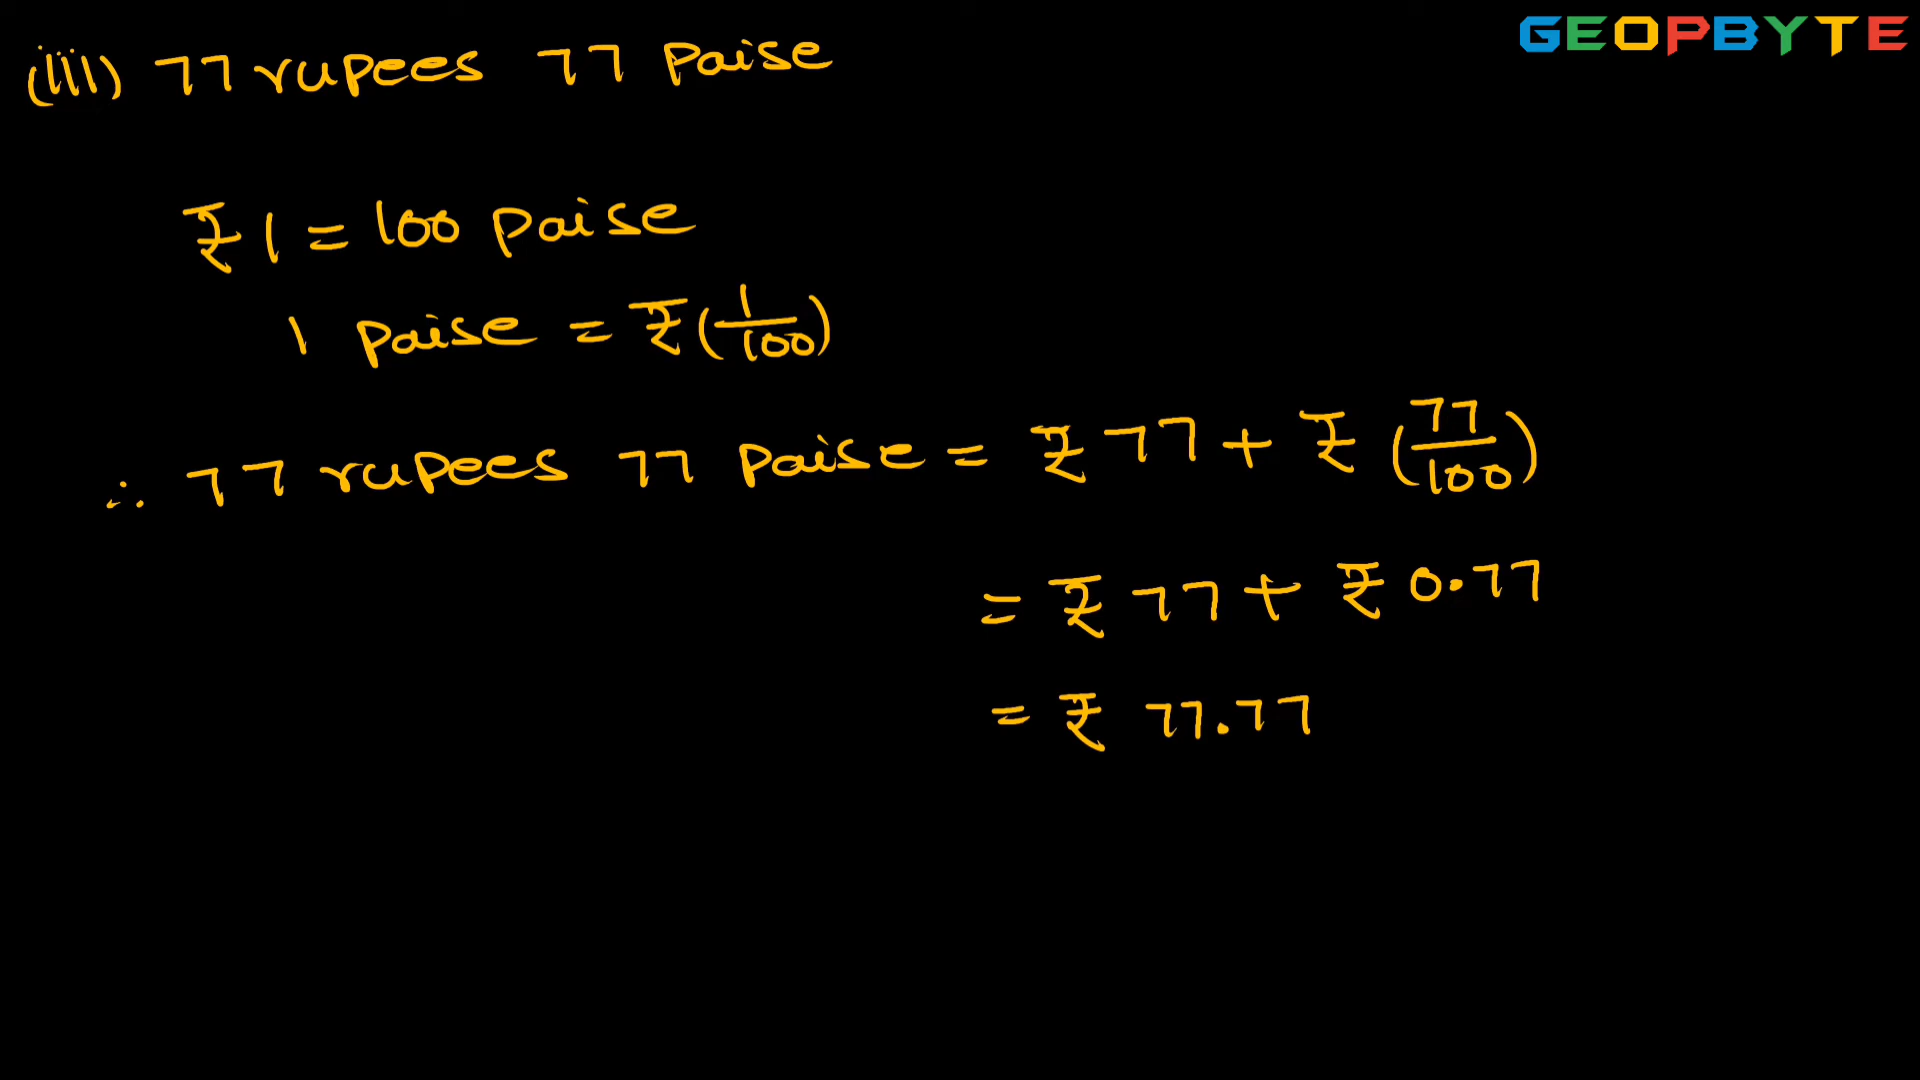 GEOPBYTE
(iii) 77 rupees 77 paise
₹ 1 = 100 paise
1 paise = ₹ (1/100)
∴ 77 rupees 77 paise = ₹ 77 + ₹ (77/100)
= ₹ 77 + ₹ 0.77
= ₹ 77.77